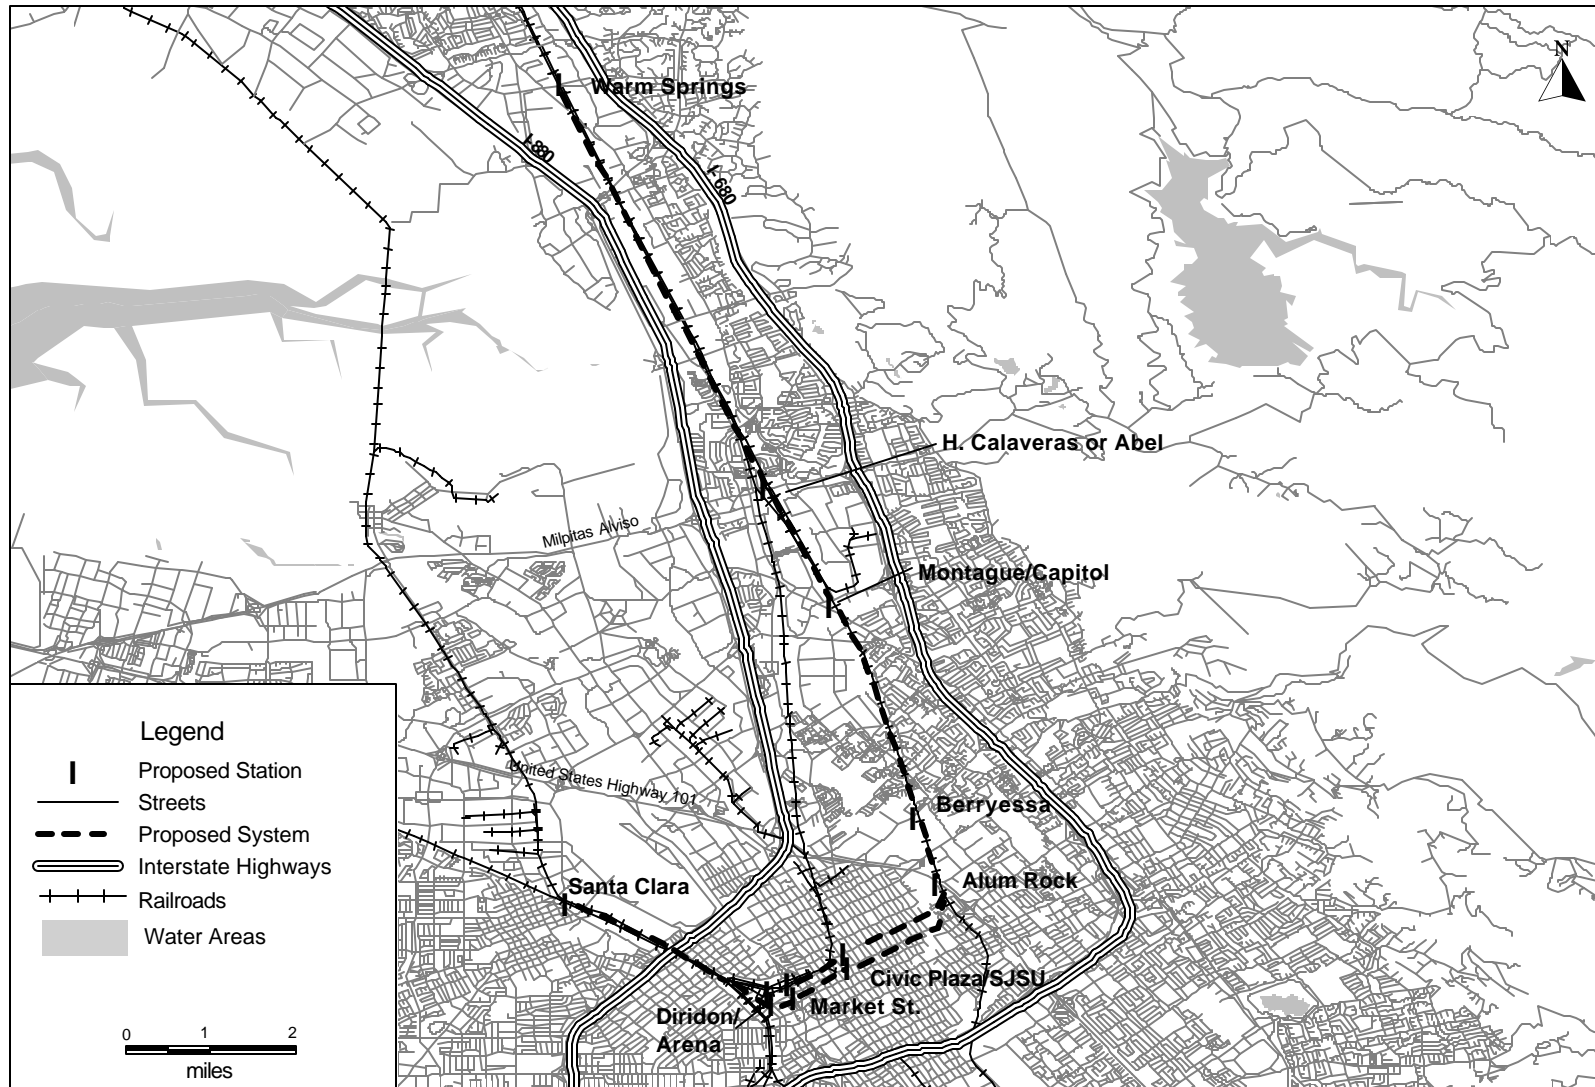 N
Warm Springs
I-880
I-680
H. Calaveras or Abel
Milpitas Alviso
Montague/Capitol
United States Highway 101
Berryessa
Alum Rock
Santa Clara
Civic Plaza/SJSU
Market St.
Diridon/
Arena
Legend
Proposed Station
Streets
Proposed System
Interstate Highways
Railroads
Water Areas
0 1 2
miles